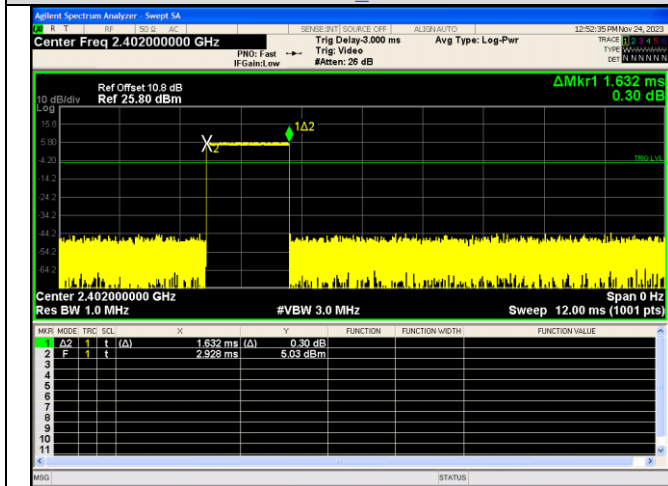 Agilent Spectrum Analyzer - Swept SA
R T RF 50 Ω AC SENSE:INT SOURCE OFF ALIGN AUTO 12:52:35 PM Nov 24, 2023
Center Freq 2.402000000 GHz Trig Delay-3.000 ms Avg Type: Log-Pwr TRACE 1 2 3 4 5 6
PNO: Fast Trig: Video TYPE W
IFGain:Low #Atten: 26 dB DET N N N N N N
ΔMkr1 1.632 ms
Ref Offset 10.8 dB
10 dB/div Ref 25.80 dBm 0.30 dB
Log
15.8
1Δ2
5.80
X2
-4.20
TRIG LVL
-14.2
-24.2
-34.2
-44.2
-54.2
-64.2
Center 2.402000000 GHz Span 0 Hz
Res BW 1.0 MHz #VBW 3.0 MHz Sweep 12.00 ms (1001 pts)
MKR MODE TRC SCL X Y FUNCTION FUNCTION WIDTH FUNCTION VALUE
1 Δ2 1 t (Δ) 1.632 ms (Δ) 0.30 dB
2 F 1 t 2.928 ms 5.03 dBm
3
4
5
6
7
8
9
10
11
MSG STATUS